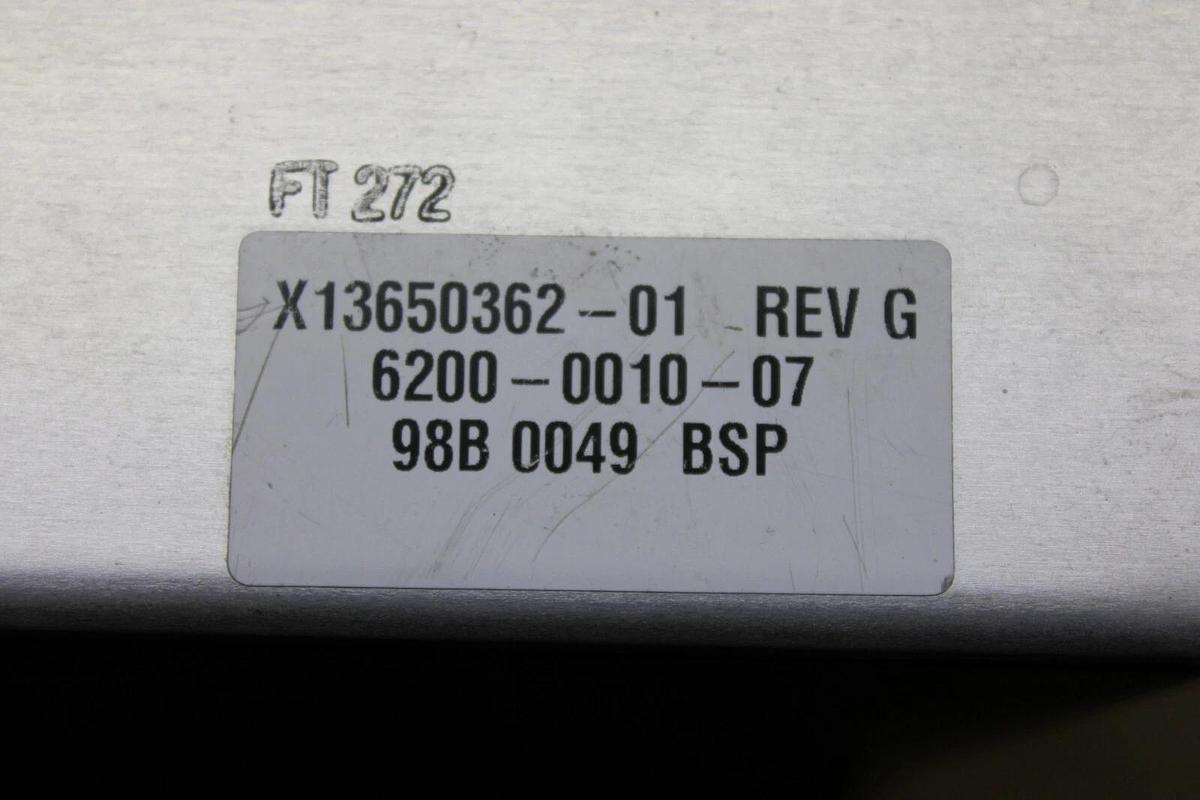 FT 272
X13650362-01 REV G
6200-0010-07
98B 0049 BSP